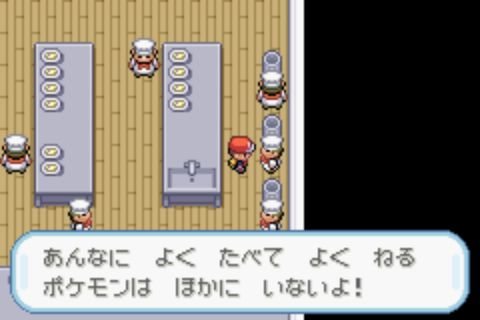 あんなに　よく　たべて　よく　ねる
ポケモンは　ほかに　いないよ！